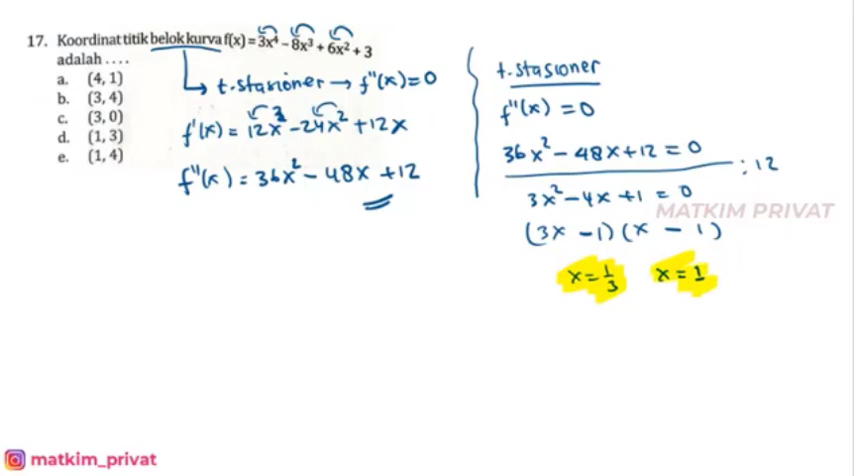 17. Koordinat titik belok kurva f(x) = 3x⁴ – 8x³ + 6x² + 3
adalah . . . .
a. (4, 1)
b. (3, 4)
c. (3, 0)
d. (1, 3)
e. (1, 4)
t. stasioner → f"(x) = 0
f'(x) = 12x³ - 24x² + 12x
f"(x) = 36x² - 48x + 12
t. stasioner
f"(x) = 0
36x² - 48x + 12 = 0
: 12
3x² - 4x + 1 = 0
(3x - 1) (x - 1)
x = 1/3 x = 1
MATKIM PRIVAT
matkim_privat